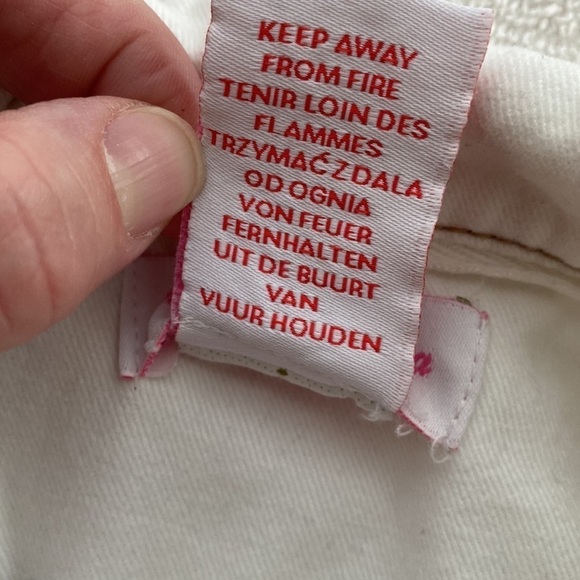 KEEP AWAY
FROM FIRE
TENIR LOIN DES
FLAMMES
TRZYMAĆ Z DALA
OD OGNIA
VON FEUER
FERNHALTEN
UIT DE BUURT
VAN
VUUR HOUDEN